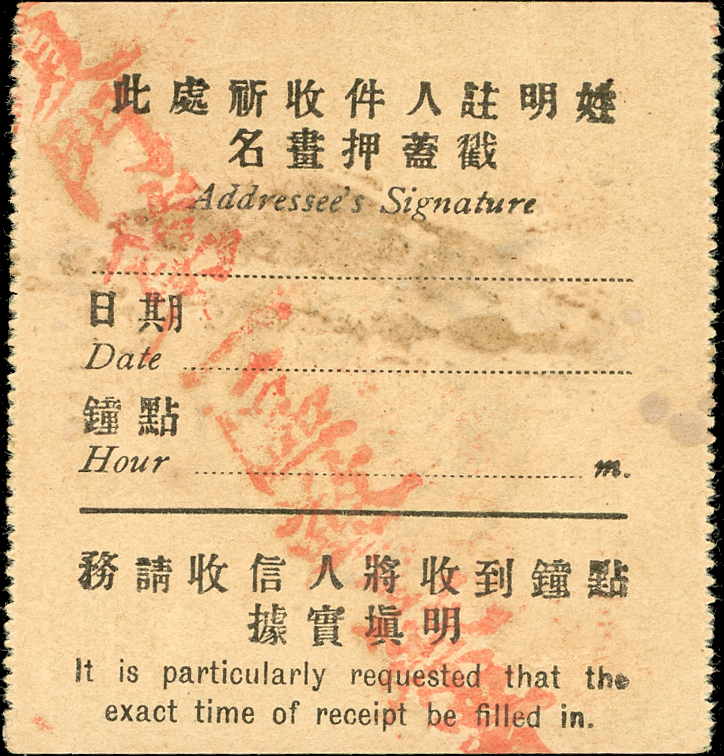 此處祈收件人註明姓
名畫押蓋戳
Addressee's Signature
日期
Date
鐘點
Hour m.
務請收信人將收到鐘點
據實填明
It is particularly requested that the
exact time of receipt be filled in.